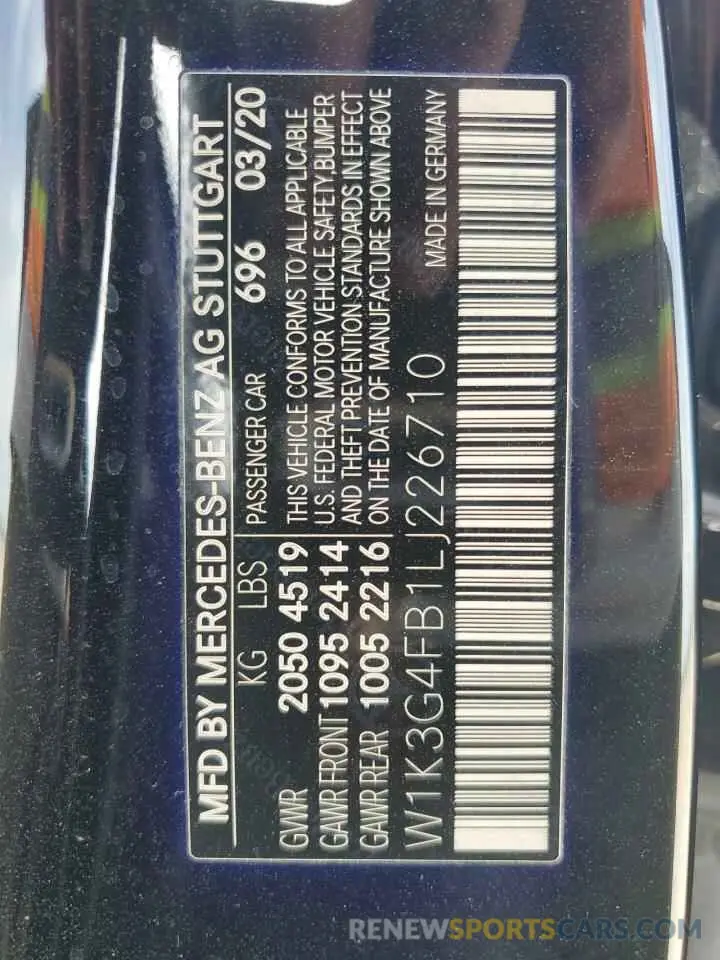 MFD BY MERCEDES-BENZ AG STUTTGART
KG LBS PASSENGER CAR 696 03/20
GVWR 2050 4519 THIS VEHICLE CONFORMS TO ALL APPLICABLE
GAWR FRONT 1095 2414 U.S. FEDERAL MOTOR VEHICLE SAFETY, BUMPER
GAWR REAR 1005 2216 AND THEFT PREVENTION STANDARDS IN EFFECT
ON THE DATE OF MANUFACTURE SHOWN ABOVE
W1K3G4FB1LJ226710 MADE IN GERMANY
RENEWSPORTSCARS.COM